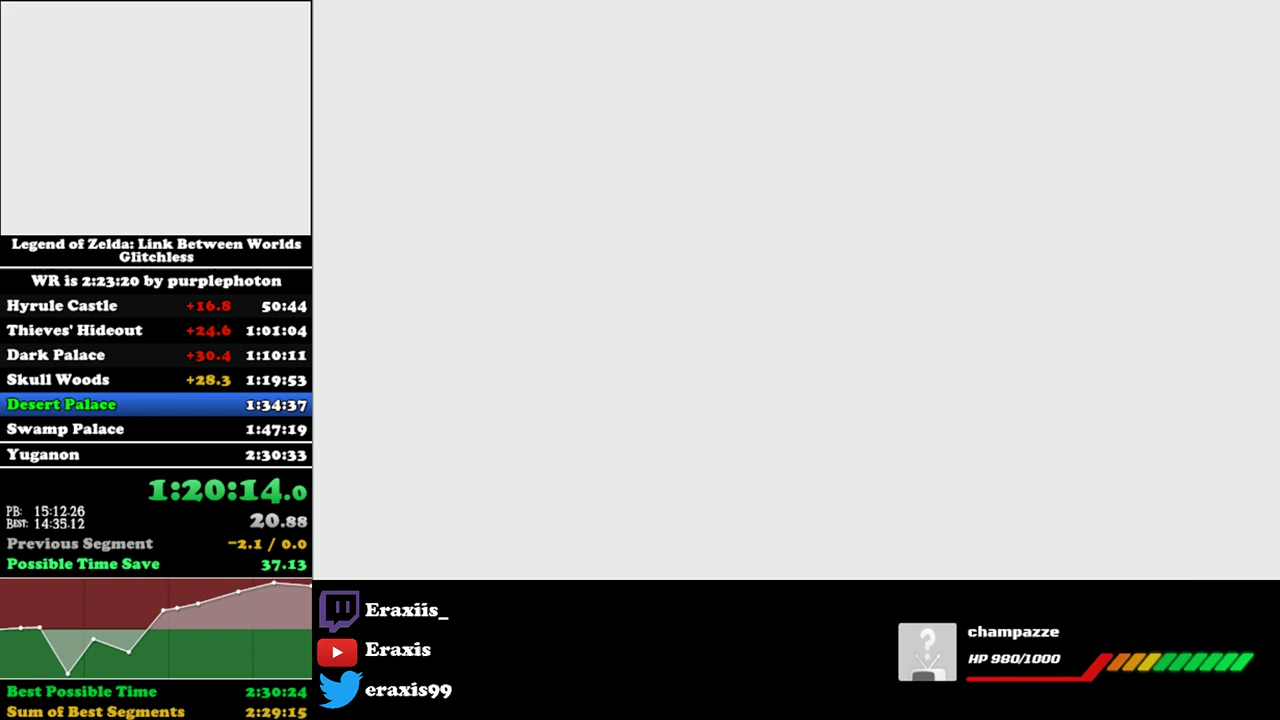 Legend of Zelda: Link Between Worlds
Glitchless
WR is 2:23:20 by purplephoton
Hyrule Castle +16.8 50:44
Thieves' Hideout +24.6 1:01:04
Dark Palace +30.4 1:10:11
Skull Woods +28.3 1:19:53
Desert Palace 1:34:37
Swamp Palace 1:47:19
Yuganon 2:30:33
1:20:14.0
PB: 15:12.26
Best: 14:35.12
20.88
Previous Segment -2.1 / 0.0
Possible Time Save 37.13
Best Possible Time 2:30:24
Sum of Best Segments 2:29:15
Eraxiis_
Eraxis
eraxis99
?
champazze
HP 980/1000